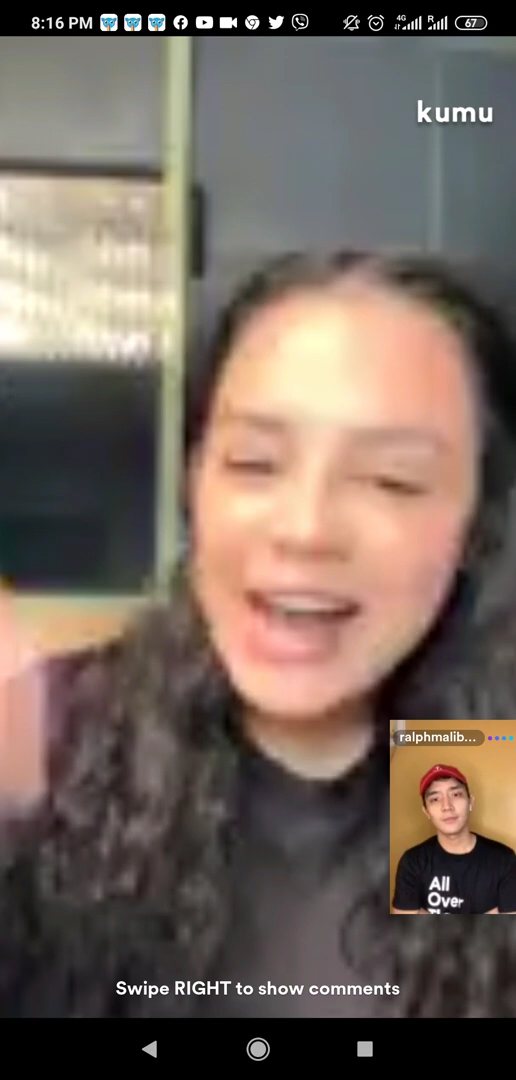 8:16 PM
4G
R
67
kumu
ralphmalib...
All
Over
Swipe RIGHT to show comments